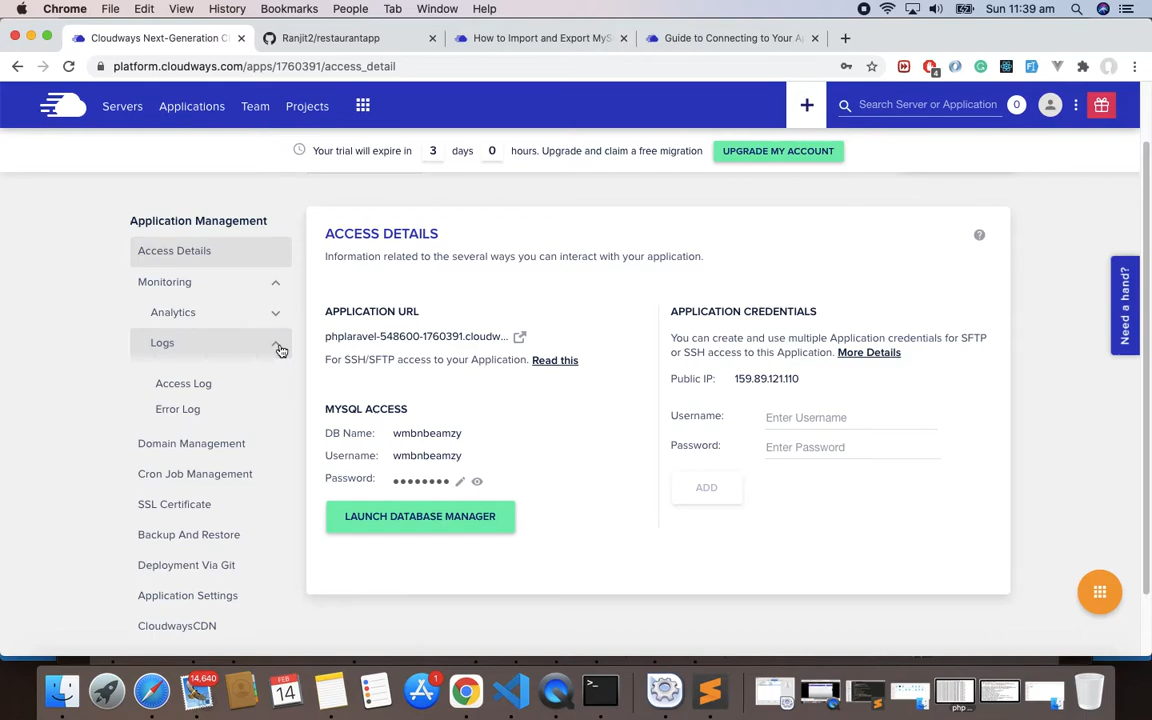 Chrome File Edit View History Bookmarks People Tab Window Help Sun 11:39 am
Cloudways Next-Generation C Ranjit2/restaurantapp How to Import and Export MyS Guide to Connecting to Your A
platform.cloudways.com/apps/1760391/access_detail
4
Servers Applications Team Projects Search Server or Application 0
Your trial will expire in 3 days 0 hours. Upgrade and claim a free migration UPGRADE MY ACCOUNT
Application Management
Access Details
Monitoring
Analytics
Logs
Access Log
Error Log
Domain Management
Cron Job Management
SSL Certificate
Backup And Restore
Deployment Via Git
Application Settings
CloudwaysCDN
ACCESS DETAILS
Information related to the several ways you can interact with your application.
APPLICATION URL
phplaravel-548600-1760391.cloudw...
For SSH/SFTP access to your Application. Read this
MYSQL ACCESS
DB Name: wmbnbeamzy
Username: wmbnbeamzy
Password: ••••••••
LAUNCH DATABASE MANAGER
APPLICATION CREDENTIALS
You can create and use multiple Application credentials for SFTP
or SSH access to this Application. More Details
Public IP: 159.89.121.110
Username: Enter Username
Password: Enter Password
ADD
Need a hand?
14,640
FEB
14
1
php ...